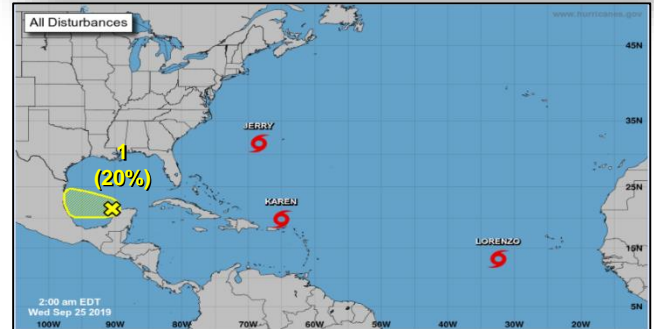 All Disturbances
www.hurricanes.gov
45N
JERRY
35N
1
(20%)
25N
KAREN
LORENZO
15N
2:00 am EDT
Wed Sep 25 2019
5N
100W 90W 80W 70W 60W 50W 40W 30W 20W